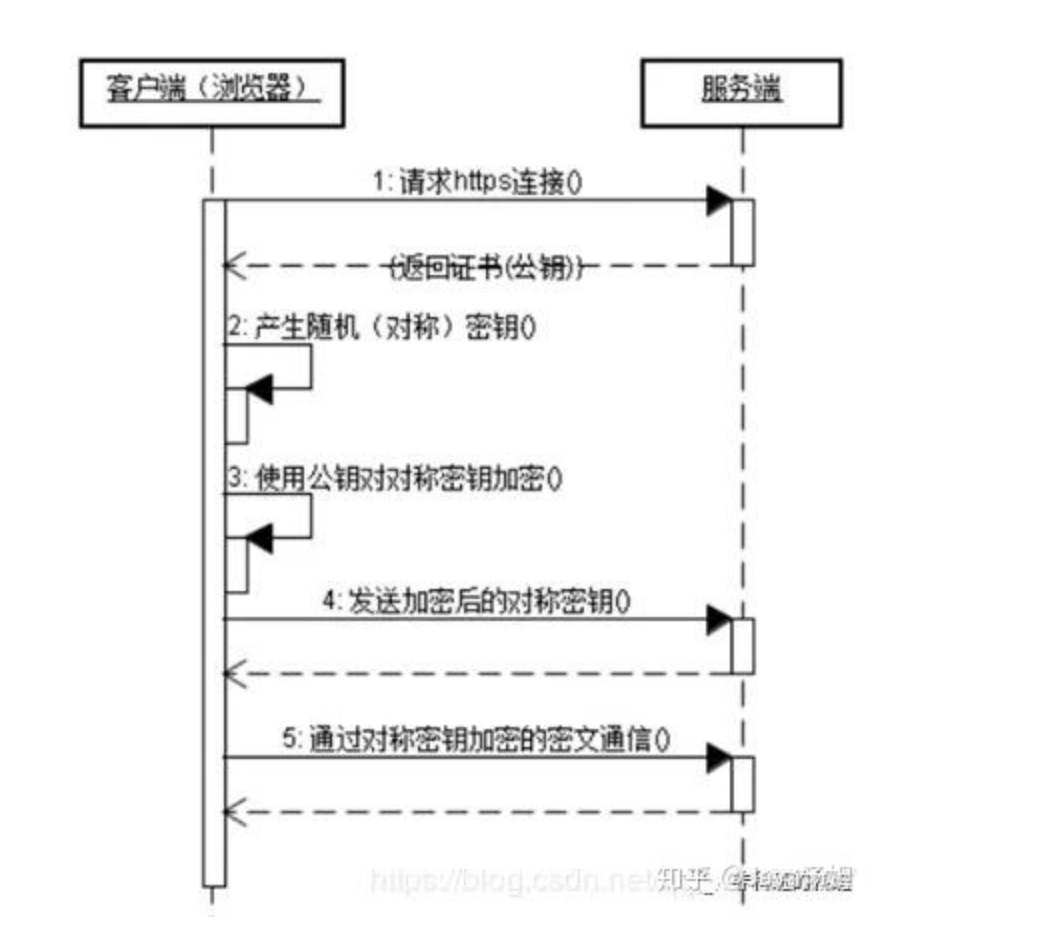 客户端（浏览器）
服务端
1: 请求https连接()
{返回证书(公钥)}
2: 产生随机（对称）密钥()
3: 使用公钥对对称密钥加密()
4: 发送加密后的对称密钥()
5: 通过对称密钥加密的密文通信()
https://blog.csdn.net
知乎